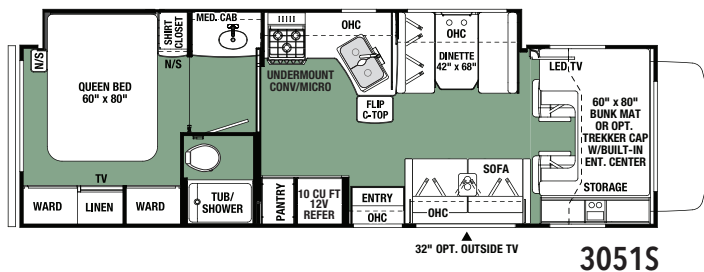 N/S
QUEEN BED
60" x 80"
SHIRT
CLOSET
N/S
MED. CAB
OHC
UNDERMOUNT
CONV/MICRO
FLIP
C-TOP
OHC
DINETTE
42" x 68"
LED TV
60" x 80"
BUNK MAT
OR OPT.
TREKKER CAP
W/BUILT-IN
ENT. CENTER
STORAGE
TV
WARD
LINEN
WARD
TUB/
SHOWER
PANTRY
10 CU FT
12V
REFER
ENTRY
OHC
SOFA
OHC
32" OPT. OUTSIDE TV
3051S